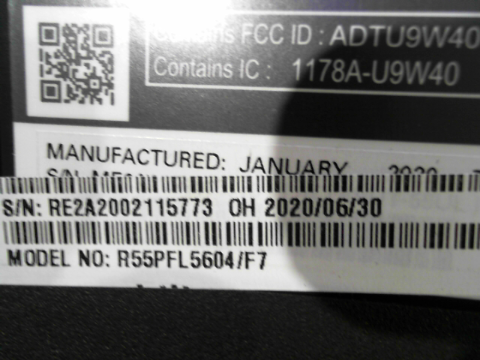 Contains FCC ID : ADTU9W40
Contains IC : 1178A-U9W40
MANUFACTURED: JANUARY 2020
S/N:
S/N: RE2A2002115773 OH 2020/06/30
MODEL NO: R55PFL5604/F7